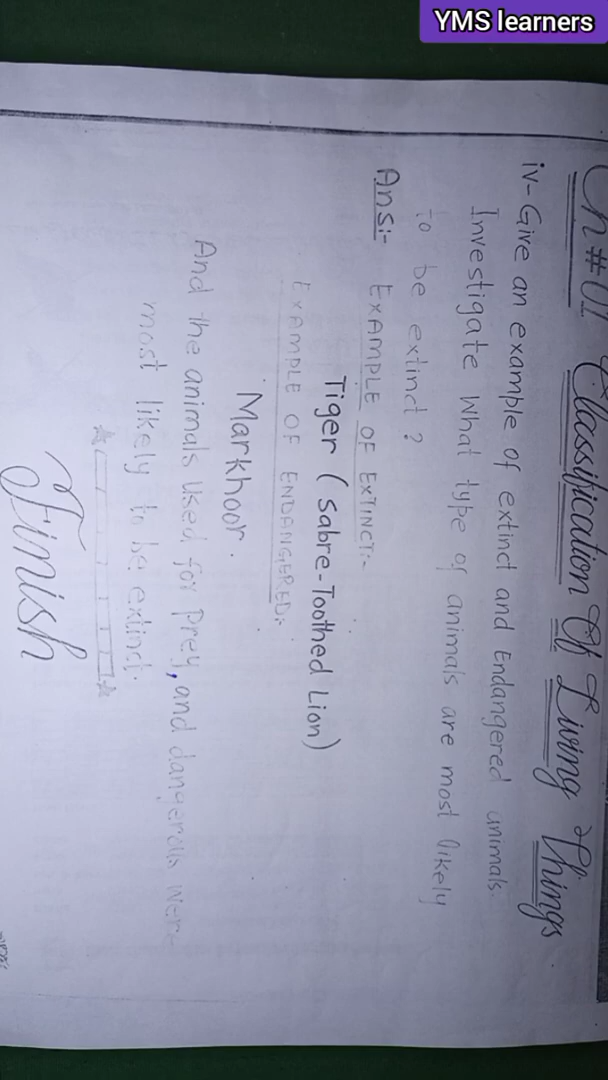 YMS learners
Ch#01 Classification Of Living Things
iv-Give an example of extinct and Endangered animals.
Investigate What type of animals are most likely
to be extinct?
Ans:- EXAMPLE OF EXTINCT:-
Tiger (Sabre-Toothed Lion)
EXAMPLE OF ENDANGERED:-
Markhoor.
And the animals Used for Prey, and dangerous were
most likely to be extinct.
Finish